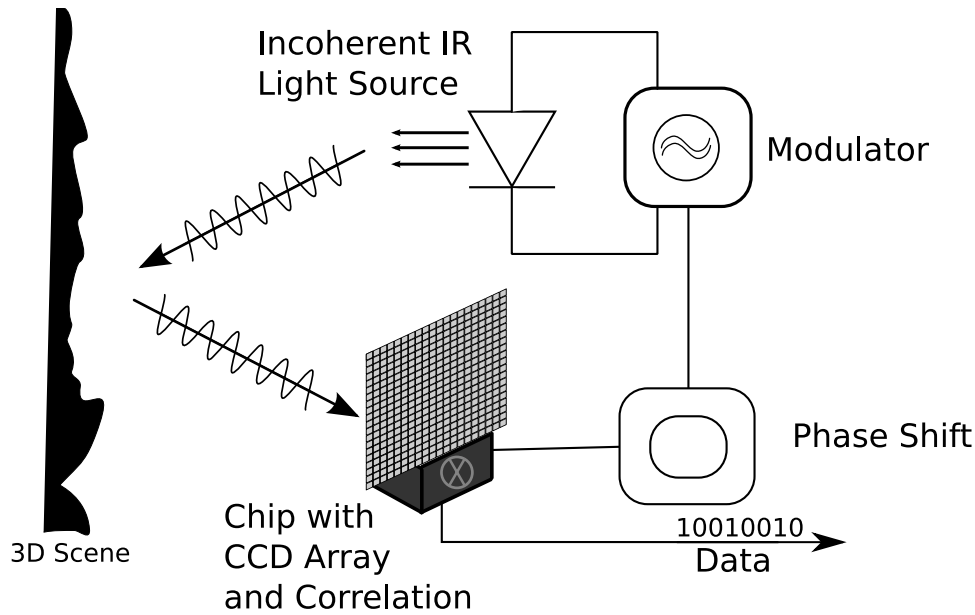 Incoherent IR
Light Source
Modulator
Phase Shift
Chip with
CCD Array
and Correlation
10010010
Data
3D Scene